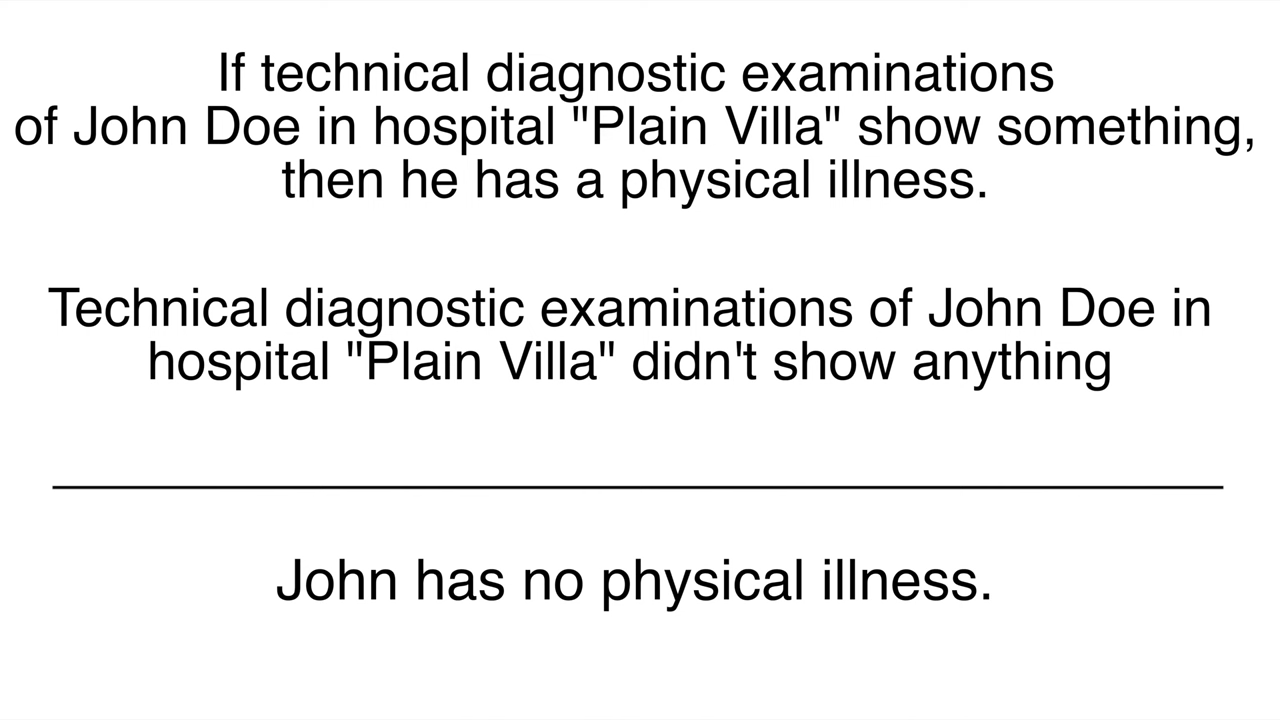 If technical diagnostic examinations
of John Doe in hospital "Plain Villa" show something,
then he has a physical illness.
Technical diagnostic examinations of John Doe in
hospital "Plain Villa" didn't show anything
John has no physical illness.